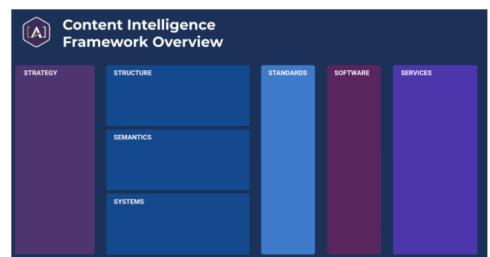 [A]
Content Intelligence
Framework Overview
STRATEGY
STRUCTURE
SEMANTICS
SYSTEMS
STANDARDS
SOFTWARE
SERVICES